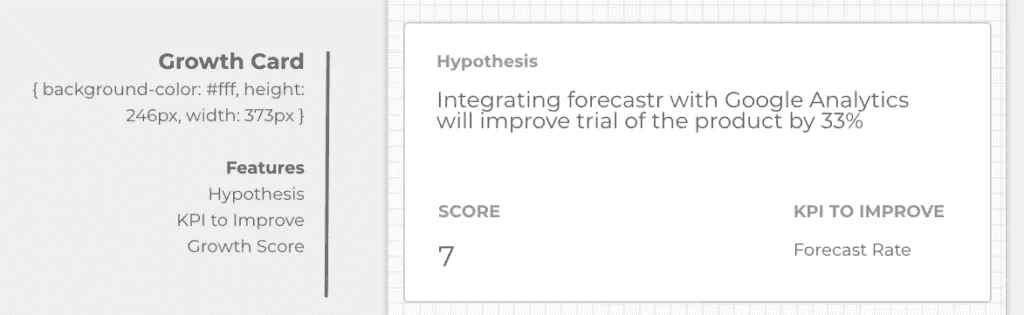 Growth Card
{ background-color: #fff, height:
246px, width: 373px }
Features
Hypothesis
KPI to Improve
Growth Score
Hypothesis
Integrating forecastr with Google Analytics
will improve trial of the product by 33%
SCORE
7
KPI TO IMPROVE
Forecast Rate